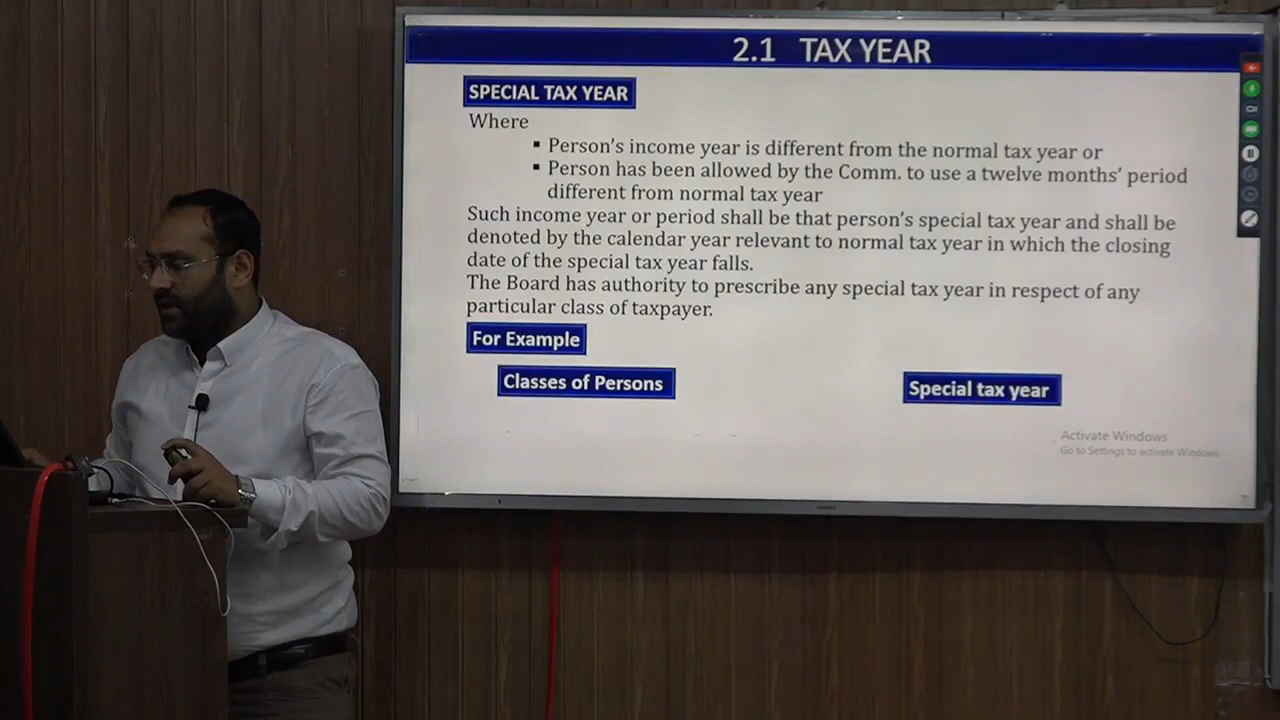 2.1 TAX YEAR
SPECIAL TAX YEAR
Where
▪ Person's income year is different from the normal tax year or
▪ Person has been allowed by the Comm. to use a twelve months' period
different from normal tax year
Such income year or period shall be that person's special tax year and shall be
denoted by the calendar year relevant to normal tax year in which the closing
date of the special tax year falls.
The Board has authority to prescribe any special tax year in respect of any
particular class of taxpayer.
For Example
Classes of Persons
Special tax year
Activate Windows
Go to Settings to activate Windows.